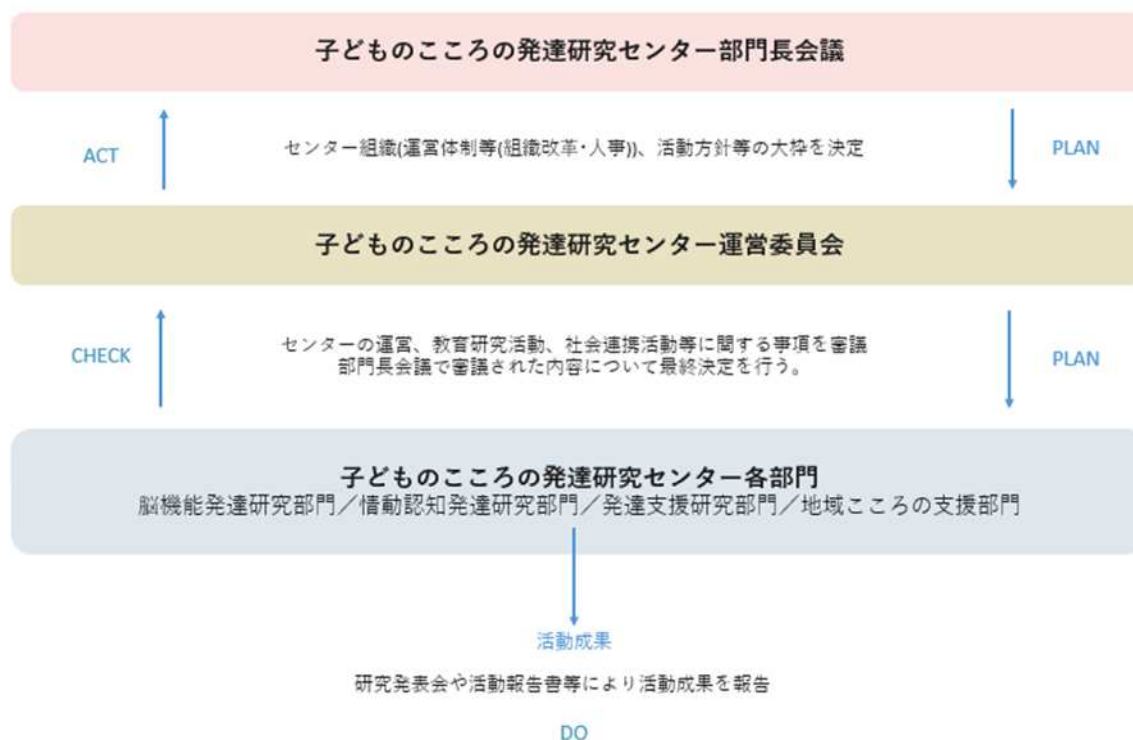 子どものこころの発達研究センター部門長会議
ACT
センター組織(運営体制等(組織改革・人事))、活動方針等の大枠を決定
PLAN
子どものこころの発達研究センター運営委員会
CHECK
センターの運営、教育研究活動、社会連携活動等に関する事項を審議
部門長会議で審議された内容について最終決定を行う。
PLAN
子どものこころの発達研究センター各部門
脳機能発達研究部門／情動認知発達研究部門／発達支援研究部門／地域こころの支援部門
活動成果
研究発表会や活動報告書等により活動成果を報告
DO